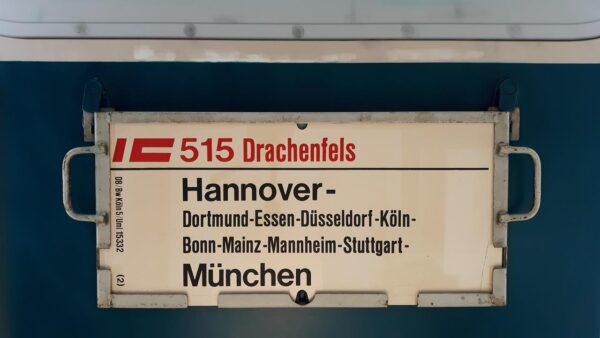 IC 515 Drachenfels
Hannover-
Dortmund-Essen-Düsseldorf-Köln-
Bonn-Mainz-Mannheim-Stuttgart-
München
DB/Bw Köln 5/Uml 15332 (2)